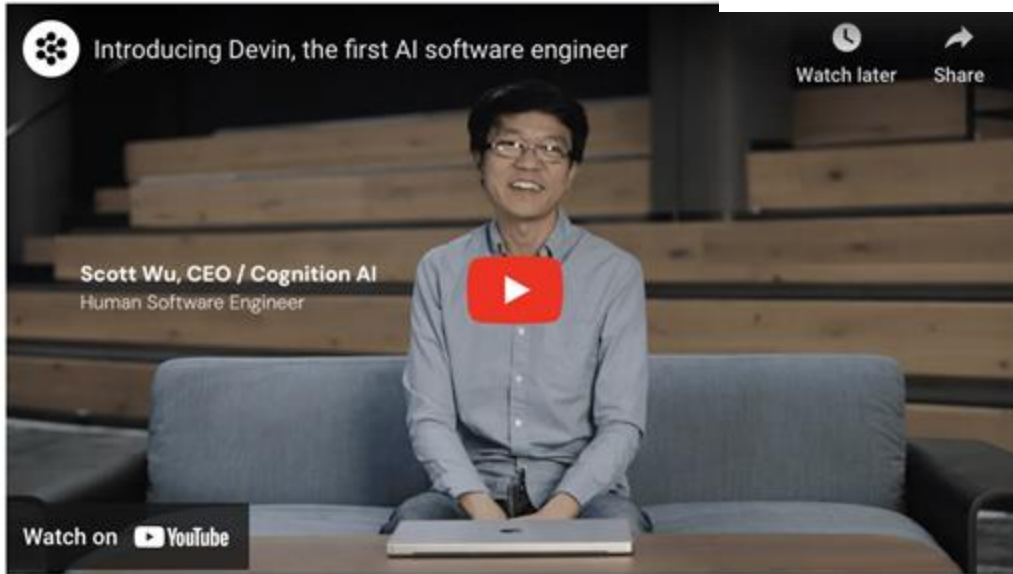 Introducing Devin, the first AI software engineer
Watch later
Share
Scott Wu, CEO / Cognition AI
Human Software Engineer
Watch on YouTube